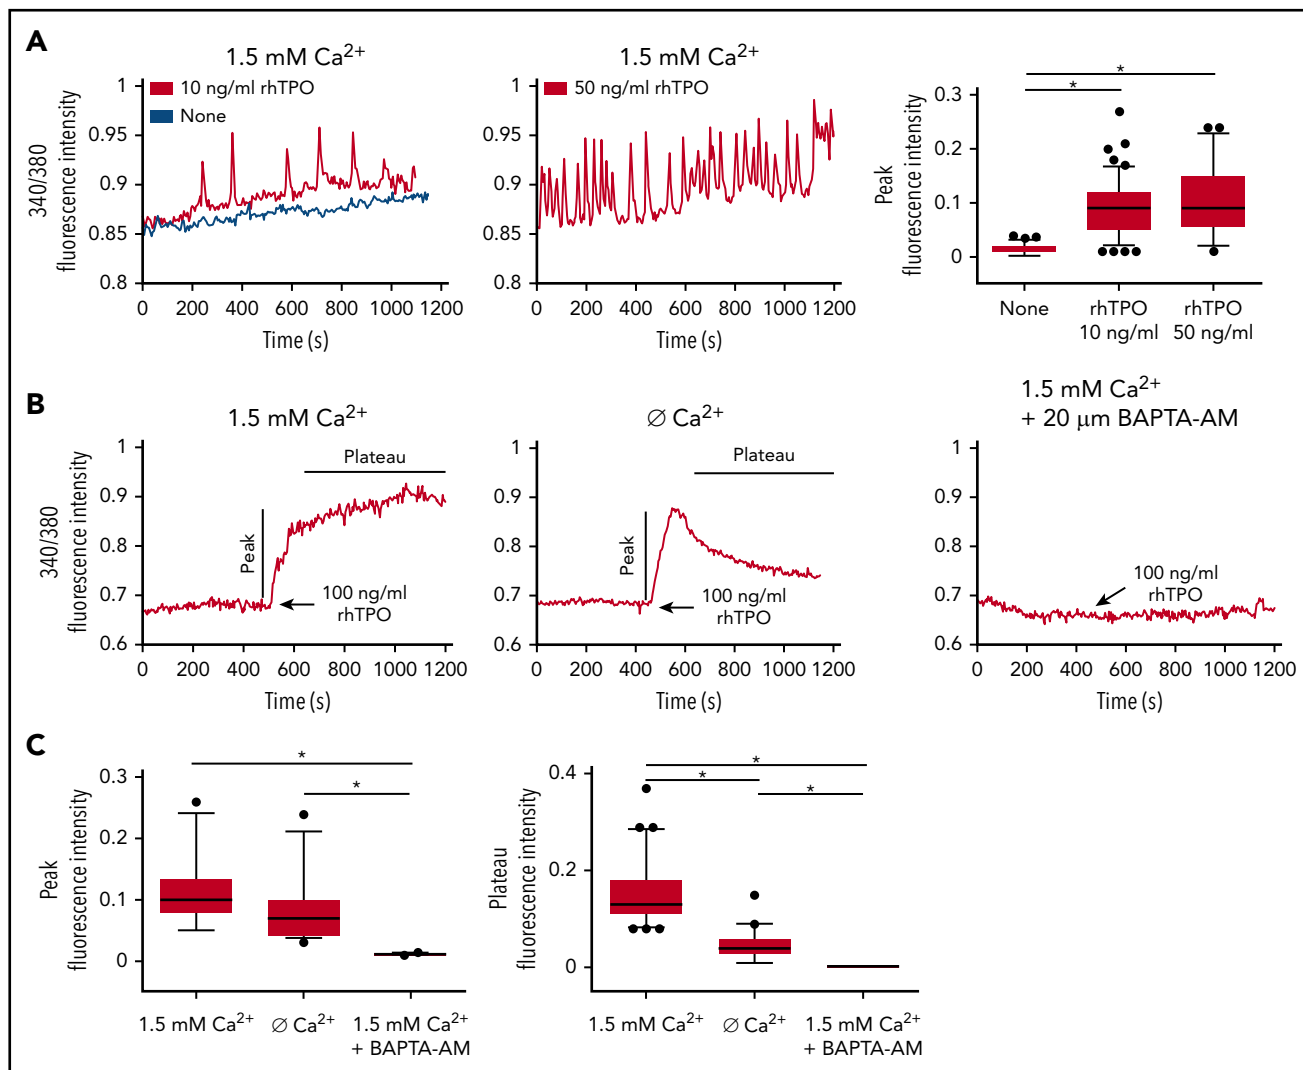 A
1.5 mM Ca2+
10 ng/ml rhTPO
None
340/380
fluorescence intensity
1
0.95
0.9
0.85
0.8
0 200 400 600 800 1000 1200
Time (s)
1.5 mM Ca2+
50 ng/ml rhTPO
1
0.95
0.9
0.85
0.8
0 200 400 600 800 1000 1200
Time (s)
Peak
fluorescence intensity
0.3
0.2
0.1
0
* *
None
rhTPO
10 ng/ml
rhTPO
50 ng/ml
B
1.5 mM Ca2+
340/380
fluorescence intensity
1
0.9
0.8
0.7
0.6
Plateau
Peak
100 ng/ml
rhTPO
0 200 400 600 800 1000 1200
Time (s)
∅ Ca2+
1
0.9
0.8
0.7
0.6
Plateau
Peak
100 ng/ml
rhTPO
0 200 400 600 800 1000 1200
Time (s)
1.5 mM Ca2+
+ 20 µm BAPTA-AM
1
0.9
0.8
0.7
0.6
100 ng/ml
rhTPO
0 200 400 600 800 1000 1200
Time (s)
C
Peak
fluorescence intensity
0.3
0.2
0.1
0
*
*
1.5 mM Ca2+
∅ Ca2+
1.5 mM Ca2+
+ BAPTA-AM
Plateau
fluorescence intensity
0.4
0.2
0
*
* *
1.5 mM Ca2+
∅ Ca2+
1.5 mM Ca2+
+ BAPTA-AM